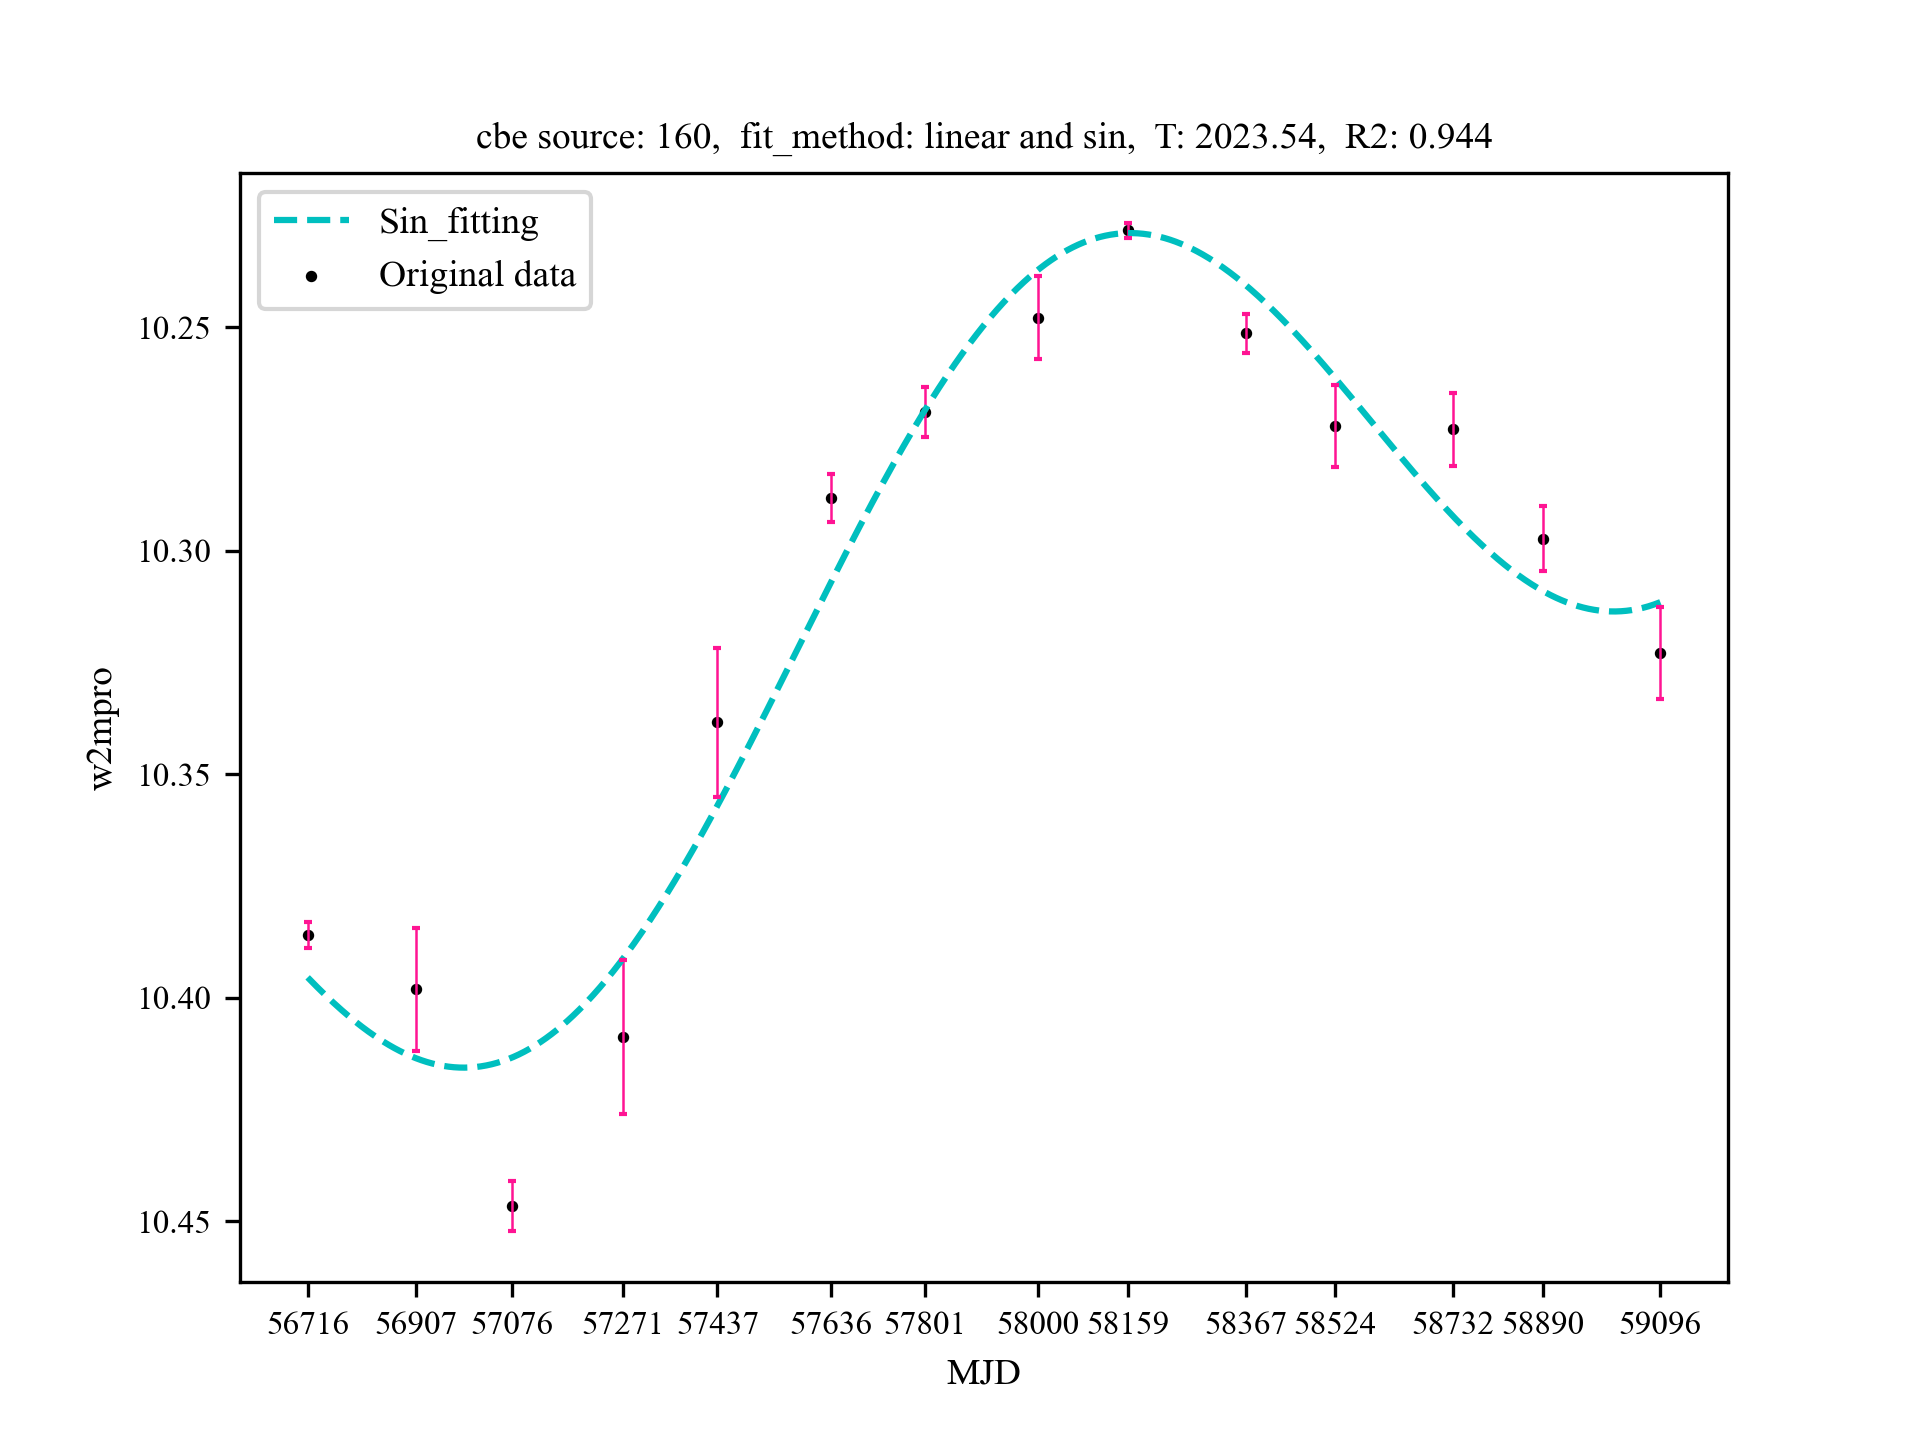 cbe source: 160,  fit_method: linear and sin,  T: 2023.54,  R2: 0.944
Sin_fitting
Original data
10.25
10.30
10.35
10.40
10.45
w2mpro
56716 56907 57076 57271 57437 57636 57801 58000 58159 58367 58524 58732 58890 59096
MJD